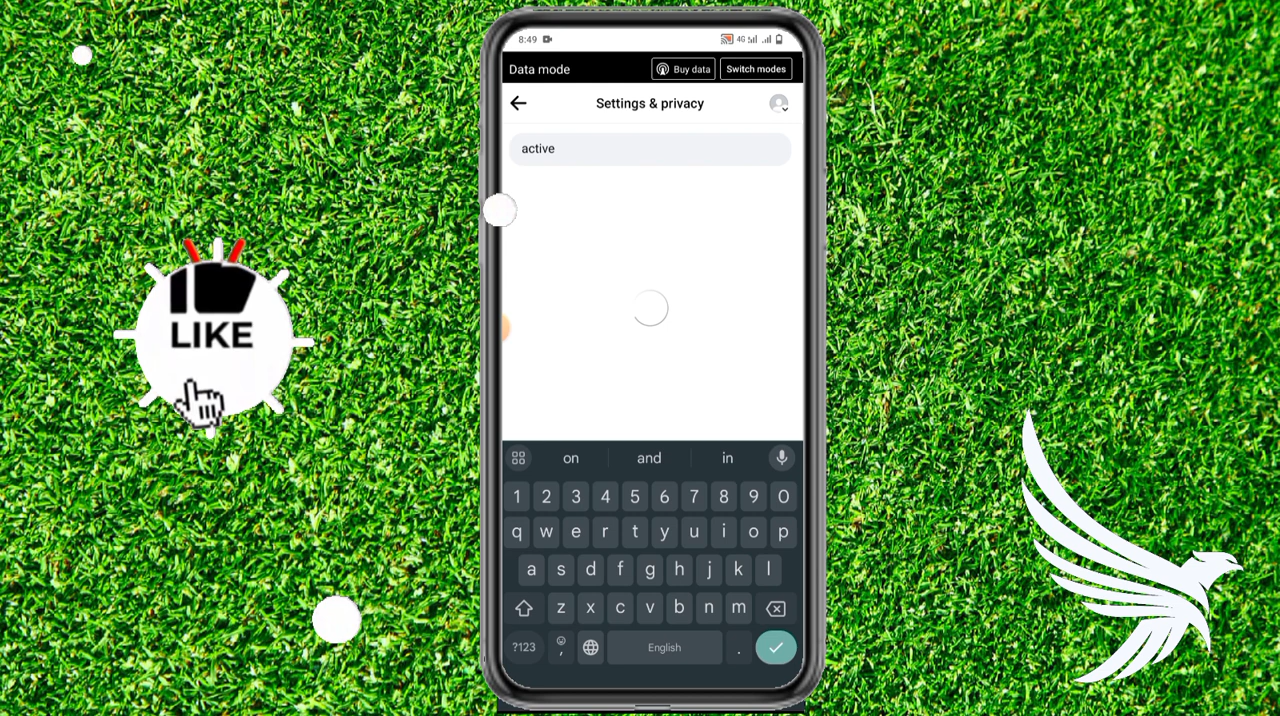 8:49
4G
Data mode
Buy data
Switch modes
Settings & privacy
active
LIKE
on and in
1 2 3 4 5 6 7 8 9 0
q w e r t y u i o p
a s d f g h j k l
z x c v b n m
?123 , English .